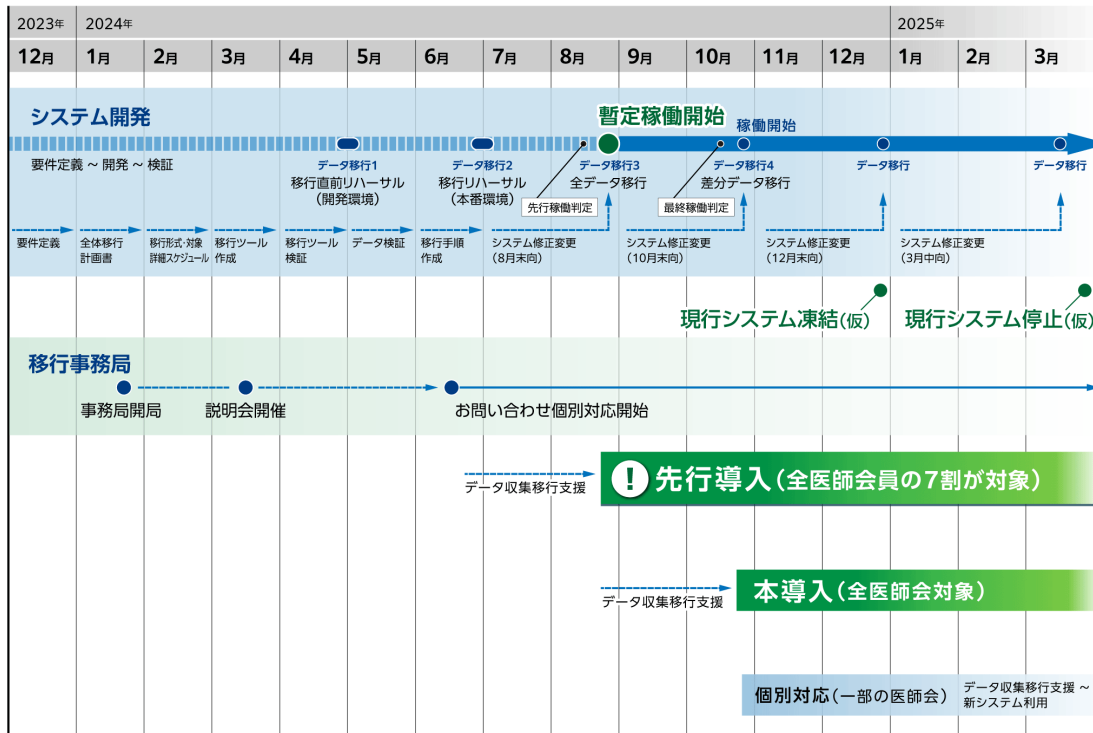 2023年 2024年 2025年
12月 1月 2月 3月 4月 5月 6月 7月 8月 9月 10月 11月 12月 1月 2月 3月
システム開発
暫定稼働開始
稼働開始
要件定義 ~ 開発 ~ 検証
データ移行1
移行直前リハーサル
(開発環境)
データ移行2
移行リハーサル
(本番環境)
先行稼働判定
データ移行3
全データ移行
最終稼働判定
データ移行4
差分データ移行
データ移行
データ移行
要件定義
全体移行
計画書
移行形式・対象
詳細スケジュール
移行ツール
作成
移行ツール
検証
データ検証
移行手順
作成
システム修正変更
(8月末向)
システム修正変更
(10月末向)
システム修正変更
(12月末向)
システム修正変更
(3月中向)
現行システム凍結(仮)
現行システム停止(仮)
移行事務局
事務局開局
説明会開催
お問い合わせ個別対応開始
データ収集移行支援
! 先行導入(全医師会員の7割が対象)
データ収集移行支援
本導入(全医師会対象)
個別対応(一部の医師会)
データ収集移行支援 ~
新システム利用